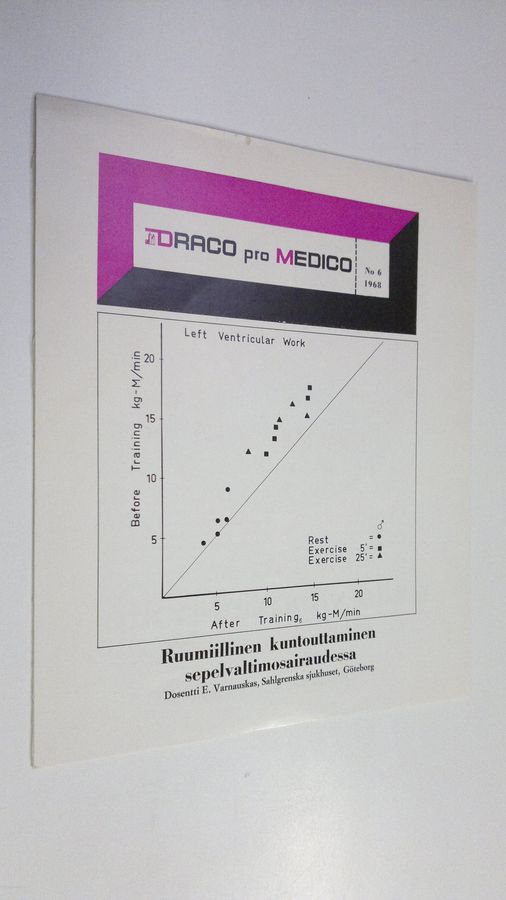 DRACO pro MEDICO
No 6
1968
Left Ventricular Work
Before Training kg-M/min
20
15
10
5
♂
Rest = ●
Exercise 5' = ■
Exercise 25' = ▲
5
10
15
20
After Training, kg-M/min
Ruumiillinen kuntouttaminen
sepelvaltimosairaudessa
Dosentti E. Varnauskas, Sahlgrenska sjukhuset, Göteborg